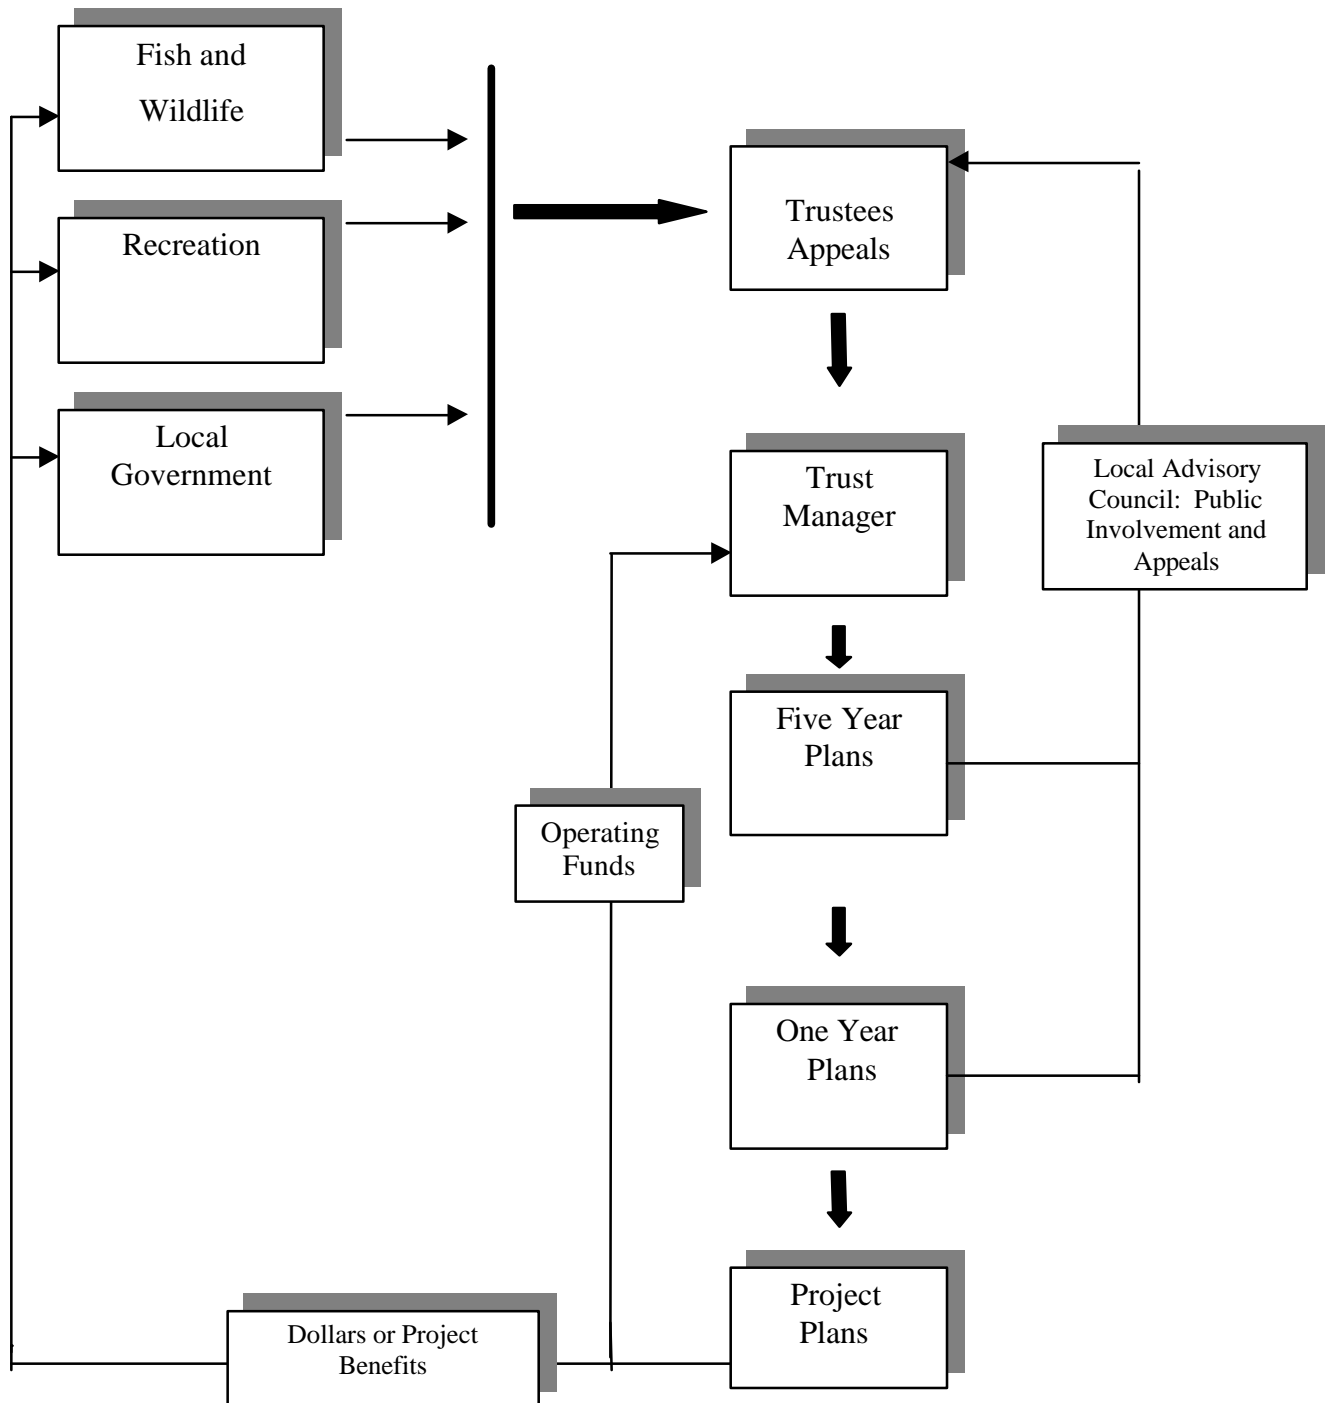 Fish and
Wildlife
Recreation
Local
Government
Trustees
Appeals
Trust
Manager
Local Advisory
Council:  Public
Involvement and
Appeals
Five Year
Plans
Operating
Funds
One Year
Plans
Project
Plans
Dollars or Project
Benefits